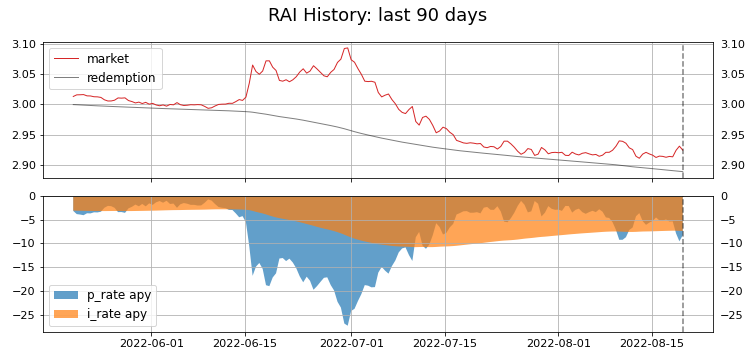 RAI History: last 90 days
3.10 3.10
3.05 3.05
3.00 3.00
2.95 2.95
2.90 2.90
market
redemption
0 0
−5 −5
−10 −10
−15 −15
−20 −20
−25 −25
p_rate apy
i_rate apy
2022-06-01 2022-06-15 2022-07-01 2022-07-15 2022-08-01 2022-08-15